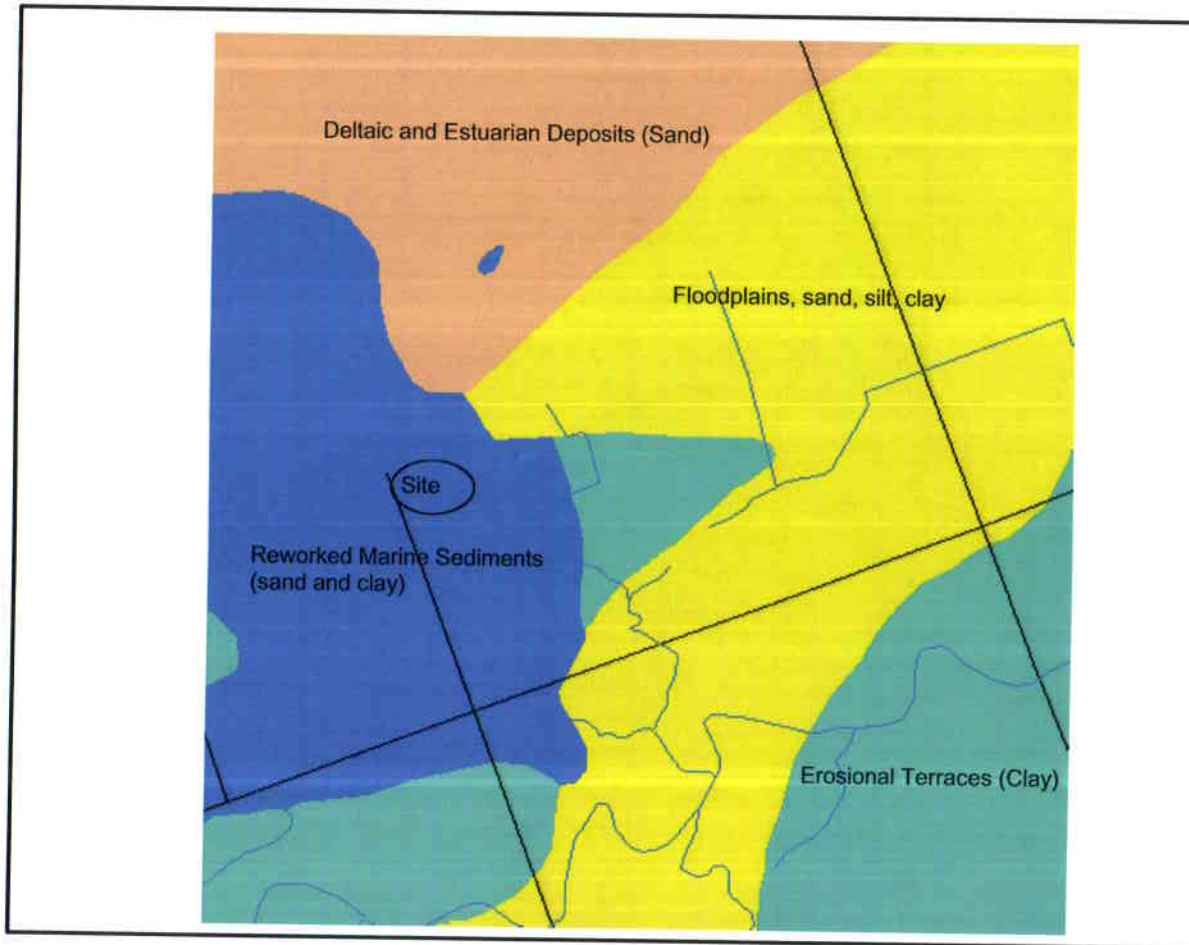 Deltaic and Estuarian Deposits (Sand)
Floodplains, sand, silt, clay
Site
Reworked Marine Sediments
(sand and clay)
Erosional Terraces (Clay)